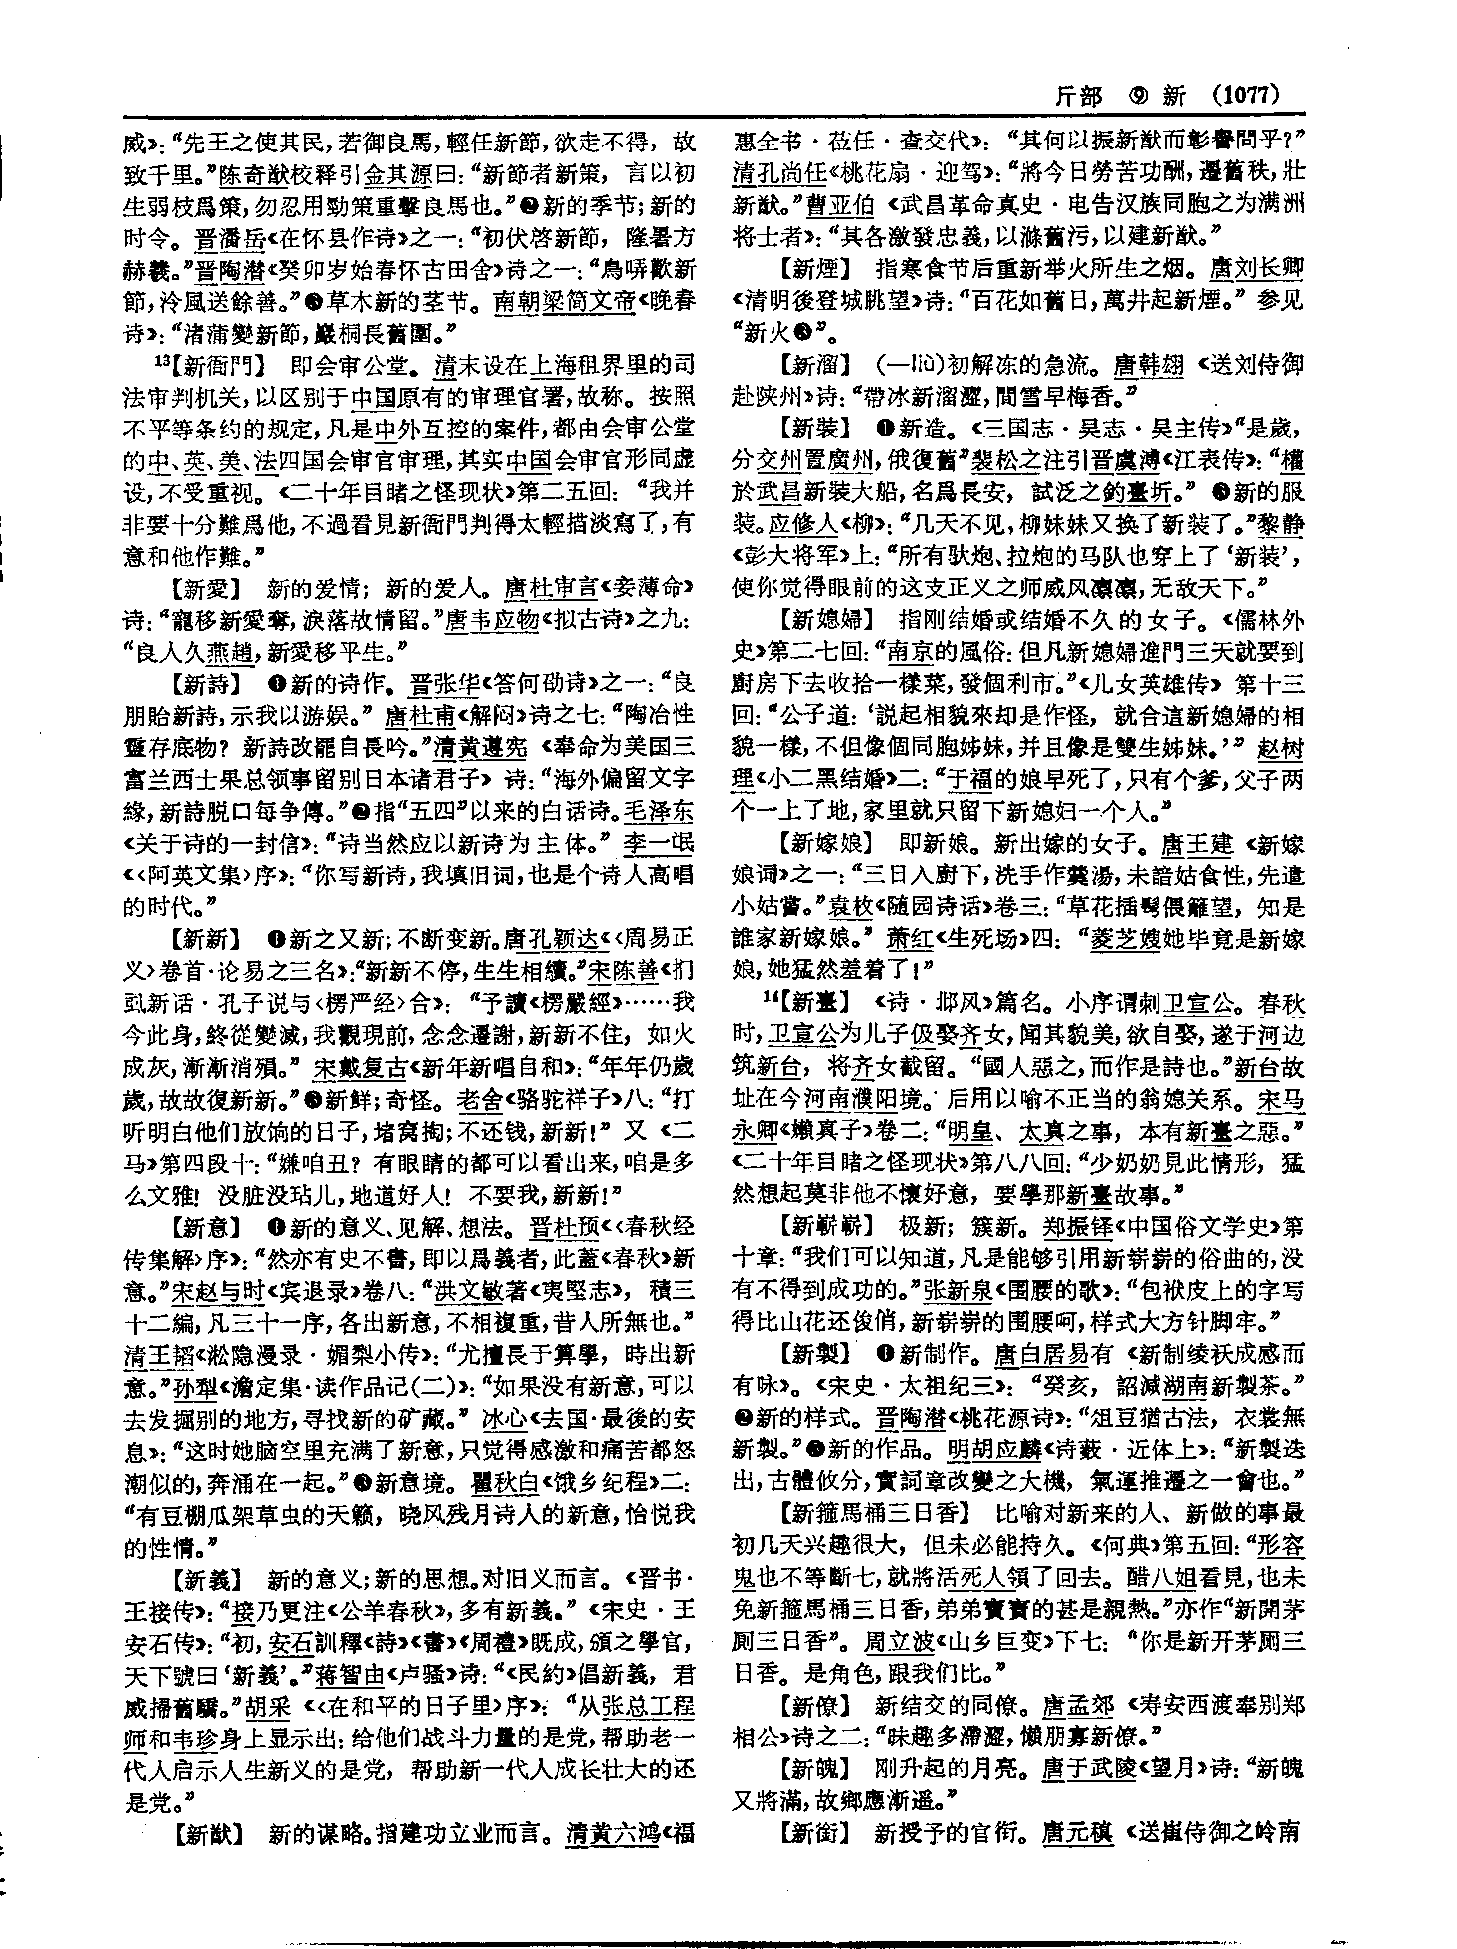 斤部 ⑨ 新 (1077)
威》：“先王之使其民，若御良馬，輕任新節，欲走不得，故
致千里。”陈奇猷校释引金其源曰：“新節者新策，言以初
生弱枝爲策，勿忍用勁策重擊良馬也。”❷新的季节；新的
时令。晋潘岳《在怀县作诗》之一：“初伏啓新節，隆暑方
赫羲。”晋陶潜《癸卯岁始春怀古田舍》诗之一：“鳥哢歡新
節，泠風送餘善。”❸草木新的茎节。南朝梁简文帝《晚春
诗》：“渚蒲變新節，巖桐長舊圍。”
13【新衙門】 即会审公堂。清末设在上海租界里的司
法审判机关，以区别于中国原有的审理官署，故称。按照
不平等条约的规定，凡是中外互控的案件，都由会审公堂
的中、英、美、法四国会审官审理，其实中国会审官形同虚
设，不受重视。《二十年目睹之怪现状》第二五回：“我并
非要十分難爲他，不過看見新衙門判得太輕描淡寫了，有
意和他作難。”
【新愛】 新的爱情；新的爱人。唐杜审言《妾薄命》
诗：“寵移新愛奪，淚落故情留。”唐韦应物《拟古诗》之九：
“良人久燕趙，新愛移平生。”
【新詩】 ❶新的诗作。晋张华《答何劭诗》之一：“良
朋貽新詩，示我以游娱。”唐杜甫《解闷》诗之七：“陶冶性
靈存底物？新詩改罷自長吟。”清黄遵宪《奉命为美国三
富兰西士果总领事留别日本诸君子》诗：“海外偏留文字
緣，新詩脱口每争傳。”❷指“五四”以来的白话诗。毛泽东
《关于诗的一封信》：“诗当然应以新诗为主体。”李一氓
《〈阿英文集〉序》：“你写新诗，我填旧词，也是个诗人高唱
的时代。”
【新新】 ❶新之又新；不断变新。唐孔颖达《〈周易正
义〉卷首·论易之三名》：“新新不停，生生相續。”宋陈善《扪
虱新话·孔子说与〈楞严经〉合》：“予讀《楞嚴經》……我
今此身，終從變滅，我觀現前，念念遷謝，新新不住，如火
成灰，漸漸消殞。”宋戴复古《新年新唱自和》：“年年仍歲
歲，故故復新新。”❷新鲜；奇怪。老舍《骆驼祥子》八：“打
听明白他们放饷的日子，堵窝掏；不还钱，新新！”又《二
马》第四段十：“嫌咱丑？有眼睛的都可以看出来，咱是多
么文雅！没脏没玷儿，地道好人！不要我，新新！”
【新意】 ❶新的意义、见解、想法。晋杜预《〈春秋经
传集解〉序》：“然亦有史不書，即以爲義者，此蓋《春秋》新
意。”宋赵与时《宾退录》卷八：“洪文敏著《夷堅志》，積三
十二編，凡三十一序，各出新意，不相複重，昔人所無也。”
清王韬《淞隐漫录·媚梨小传》：“尤擅長于算學，時出新
意。”孙犁《澹定集·读作品记（二）》：“如果没有新意，可以
去发掘别的地方，寻找新的矿藏。”冰心《去国·最後的安
息》：“这时她脑空里充满了新意，只觉得感激和痛苦都怒
潮似的，奔涌在一起。”❷新意境。瞿秋白《饿乡纪程》二：
“有豆棚瓜架草虫的天籁，晓风残月诗人的新意，怡悦我
的性情。”
【新義】 新的意义；新的思想。对旧义而言。《晋书·
王接传》：“接乃更注《公羊春秋》，多有新義。”《宋史·王
安石传》：“初，安石訓釋《詩》《書》《周禮》既成，頒之學官，
天下號曰‘新義’。”蒋智由《卢骚》诗：“《民約》倡新義，君
威掃舊驕。”胡采《〈在和平的日子里〉序》：“从张总工程
师和韦珍身上显示出：给他们战斗力量的是党，帮助老一
代人启示人生新义的是党，帮助新一代人成长壮大的还
是党。”
【新猷】 新的谋略。指建功立业而言。清黄六鸿《福
惠全书·莅任·查交代》：“其何以振新猷而彰譽問乎？”
清孔尚任《桃花扇·迎驾》：“將今日勞苦功酬，遷舊秩，壯
新猷。”曹亚伯《武昌革命真史·电告汉族同胞之为满洲
将士者》：“其各激發忠義，以滌舊污，以建新猷。”
【新煙】 指寒食节后重新举火所生之烟。唐刘长卿
《清明後登城眺望》诗：“百花如舊日，萬井起新煙。”参见
“新火❸”。
【新溜】 (—liù)初解冻的急流。唐韩翃《送刘侍御
赴陕州》诗：“帶冰新溜澀，間雪早梅香。”
【新裝】 ❶新造。《三国志·吴志·吴主传》“是歲，
分交州置廣州，俄復舊”裴松之注引晋虞溥《江表传》：“權
於武昌新裝大船，名爲長安，試泛之釣臺圻。”❷新的服
装。应修人《柳》：“几天不见，柳妹妹又换了新装了。”黎静
《彭大将军》上：“所有驮炮、拉炮的马队也穿上了‘新装’，
使你觉得眼前的这支正义之师威风凛凛，无敌天下。”
【新媳婦】 指刚结婚或结婚不久的女子。《儒林外
史》第二七回：“南京的風俗：但凡新媳婦進門三天就要到
廚房下去收拾一樣菜，發個利市。”《儿女英雄传》第十三
回：“公子道：‘說起相貌來却是作怪，就合這新媳婦的相
貌一樣，不但像個同胞姊妹，并且像是雙生姊妹。’”赵树
理《小二黑结婚》二：“于福的娘早死了，只有个爹，父子两
个一上了地，家里就只留下新媳妇一个人。”
【新嫁娘】 即新娘。新出嫁的女子。唐王建《新嫁
娘词》之一：“三日入廚下，洗手作羹湯，未諳姑食性，先遣
小姑嘗。”袁枚《随园诗话》卷三：“草花插鬢偎籬望，知是
誰家新嫁娘。”萧红《生死场》四：“菱芝嫂她毕竟是新嫁
娘，她猛然羞着了！”
14【新臺】 《诗·邶风》篇名。小序谓刺卫宣公。春秋
时，卫宣公为儿子伋娶齐女，闻其貌美，欲自娶，遂于河边
筑新台，将齐女截留。“國人惡之，而作是詩也。”新台故
址在今河南濮阳境。后用以喻不正当的翁媳关系。宋马
永卿《嬾真子》卷二：“明皇、太真之事，本有新臺之惡。”
《二十年目睹之怪现状》第八八回：“少奶奶見此情形，猛
然想起莫非他不懷好意，要學那新臺故事。”
【新嶄嶄】 极新；簇新。郑振铎《中国俗文学史》第
十章：“我们可以知道，凡是能够引用新崭崭的俗曲的，没
有不得到成功的。”张新泉《围腰的歌》：“包袱皮上的字写
得比山花还俊俏，新崭崭的围腰呵，样式大方针脚牢。”
【新製】 ❶新制作。唐白居易有《新制绫袄成感而
有咏》。《宋史·太祖纪三》：“癸亥，詔減湖南新製茶。”
❷新的样式。晋陶潜《桃花源诗》：“俎豆猶古法，衣裳無
新製。”❸新的作品。明胡应麟《诗薮·近体上》：“新製迭
出，古體攸分，實詞章改變之大機，氣運推遷之一會也。”
【新箍馬桶三日香】 比喻对新来的人、新做的事最
初几天兴趣很大，但未必能持久。《何典》第五回：“形容
鬼也不等斷七，就將活死人領了回去。醋八姐看見，也未
免新箍馬桶三日香，弟弟寶寶的甚是親熱。”亦作“新開茅
厠三日香”。周立波《山乡巨变》下七：“你是新开茅厕三
日香。是角色，跟我们比。”
【新僚】 新结交的同僚。唐孟郊《寿安西渡奉别郑
相公》诗之二：“昧趣多滯澀，懶朋寡新僚。”
【新魄】 刚升起的月亮。唐于武陵《望月》诗：“新魄
又將滿，故鄉應漸遥。”
【新銜】 新授予的官衔。唐元稹《送崔侍御之岭南